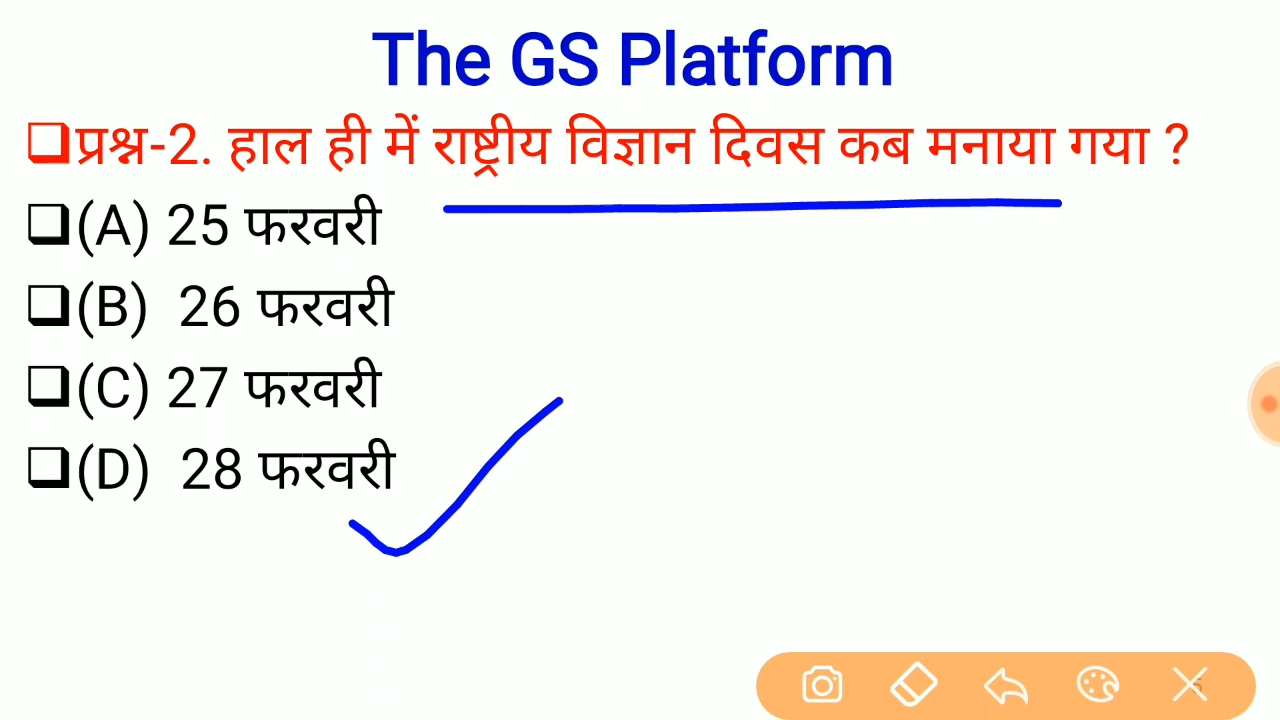 The GS Platform
❑प्रश्न-2. हाल ही में राष्ट्रीय विज्ञान दिवस कब मनाया गया ?
❑(A) 25 फरवरी
❑(B) 26 फरवरी
❑(C) 27 फरवरी
❑(D) 28 फरवरी